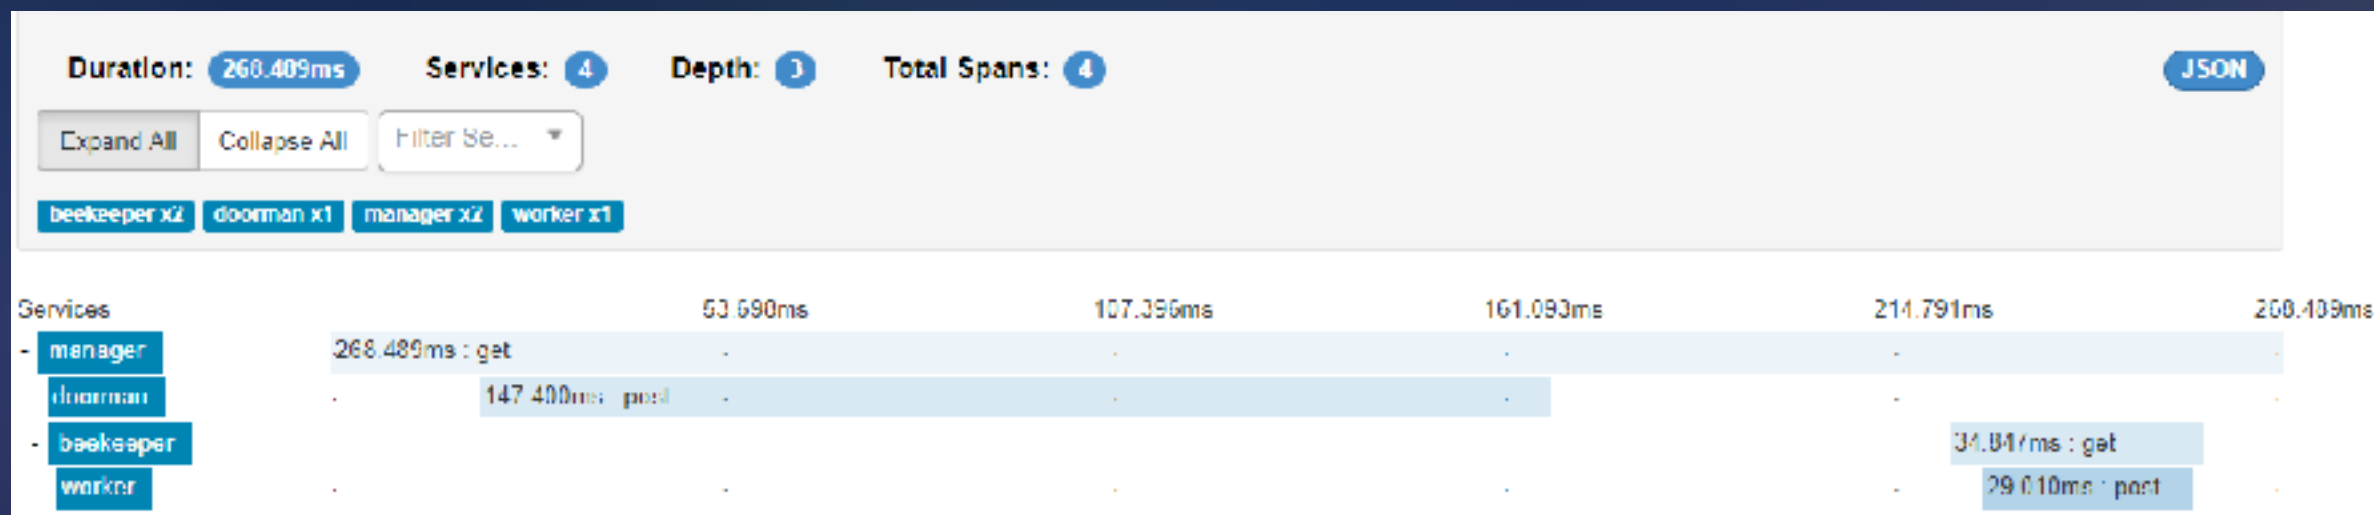 Duration: 268.489ms Services: 4 Depth: 3 Total Spans: 4 JSON
Expand All Collapse All Filter Se...
beekeeper x2 doorman x1 manager x2 worker x1
Services 53.698ms 107.396ms 161.093ms 214.791ms 268.489ms
- manager 268.489ms : get
doorman 147.400ms : post
- beekeeper 34.847ms : get
worker 29.010ms : post